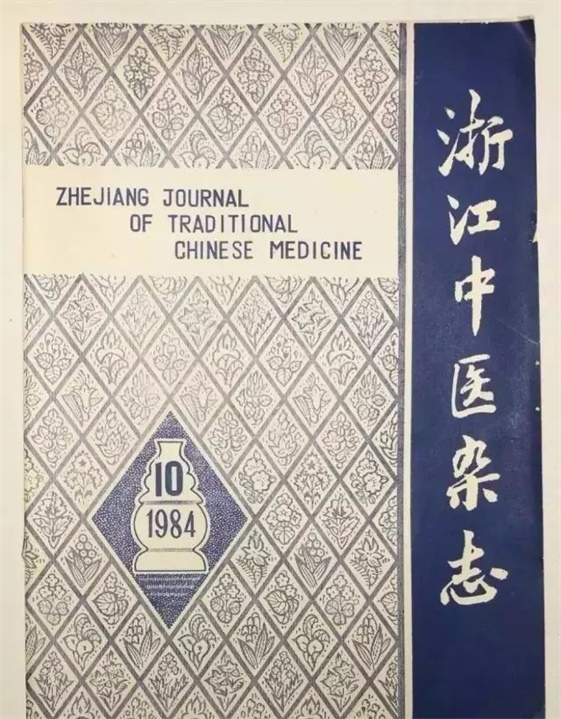 ZHEJIANG JOURNAL
OF TRADITIONAL
CHINESE MEDICINE
浙江中医杂志
10
1984